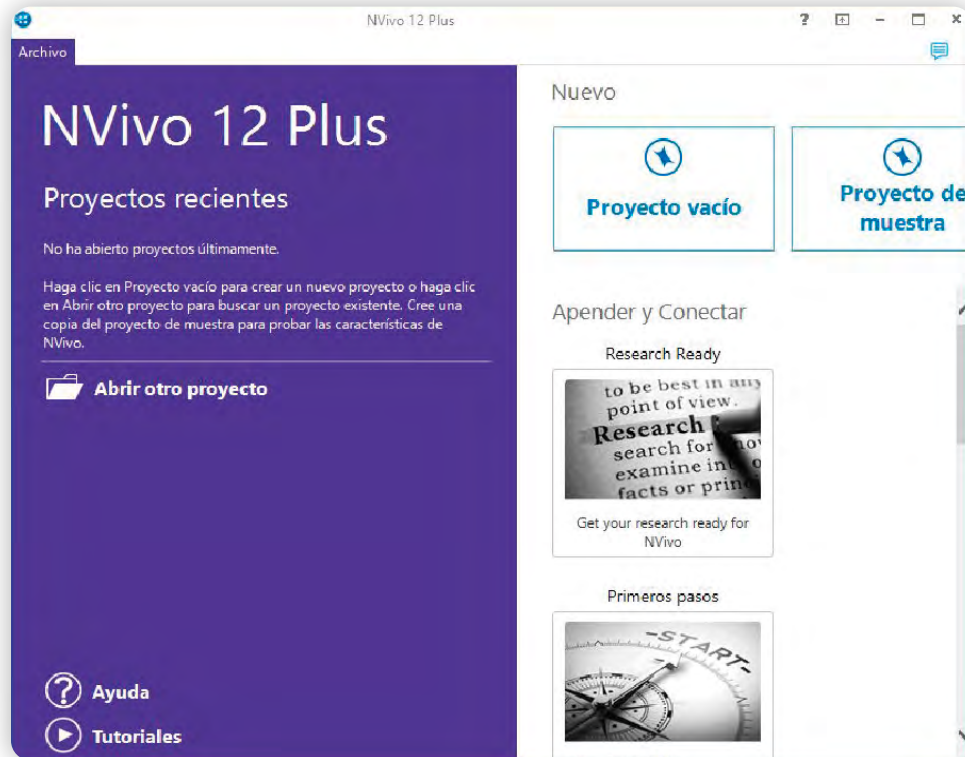 NVivo 12 Plus
?
Archivo
NVivo 12 Plus
Proyectos recientes
No ha abierto proyectos últimamente.
Haga clic en Proyecto vacío para crear un nuevo proyecto o haga clic
en Abrir otro proyecto para buscar un proyecto existente. Cree una
copia del proyecto de muestra para probar las características de
NVivo.
Abrir otro proyecto
? Ayuda
Tutoriales
Nuevo
Proyecto vacío
Proyecto de
muestra
Apender y Conectar
Research Ready
to be best in any
point of view.
Research
search for
examine
facts or
Get your research ready for
NVivo
Primeros pasos
-START-